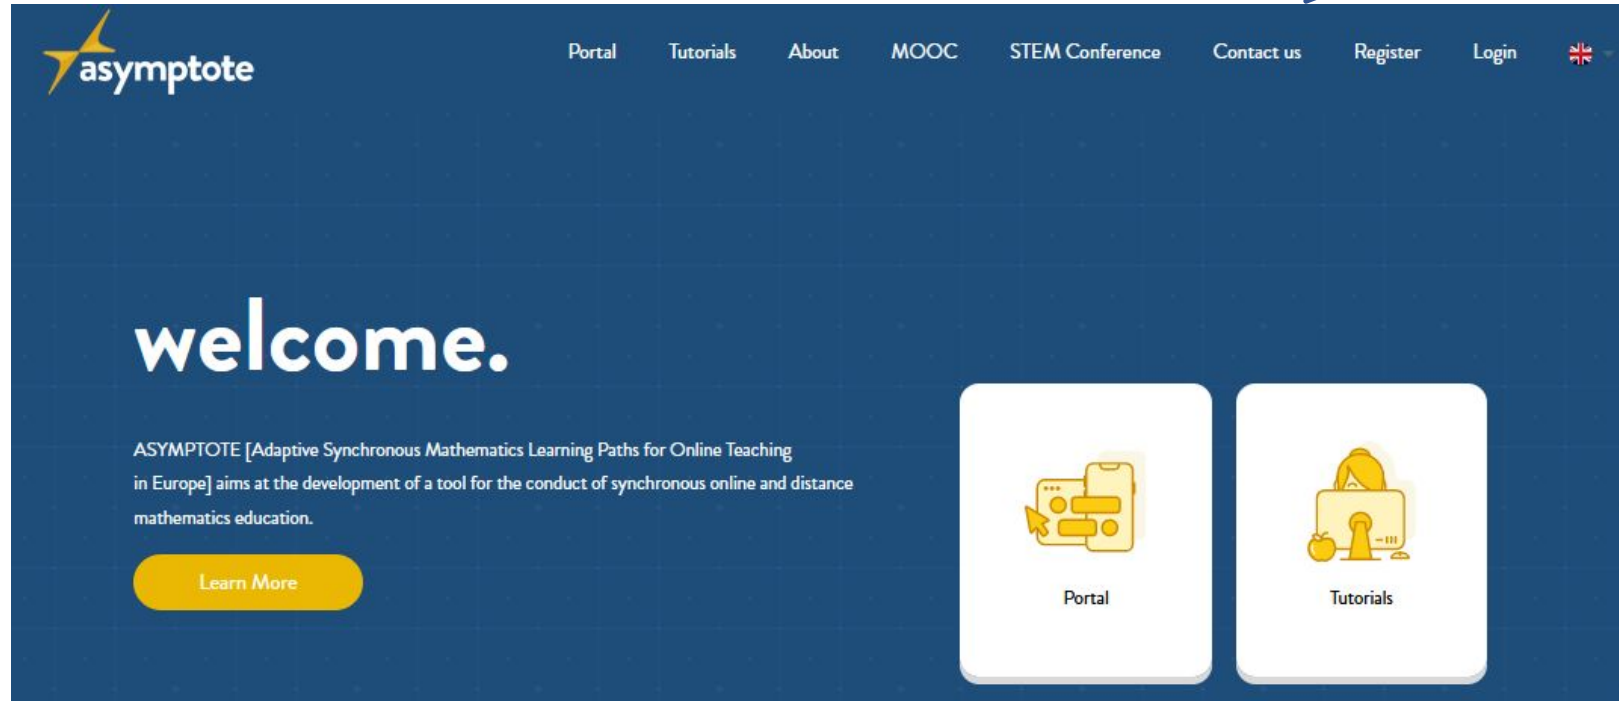 asymptote
Portal Tutorials About MOOC STEM Conference Contact us Register Login
welcome.
ASYMPTOTE [Adaptive Synchronous Mathematics Learning Paths for Online Teaching
in Europe] aims at the development of a tool for the conduct of synchronous online and distance
mathematics education.
Learn More
Portal
Tutorials